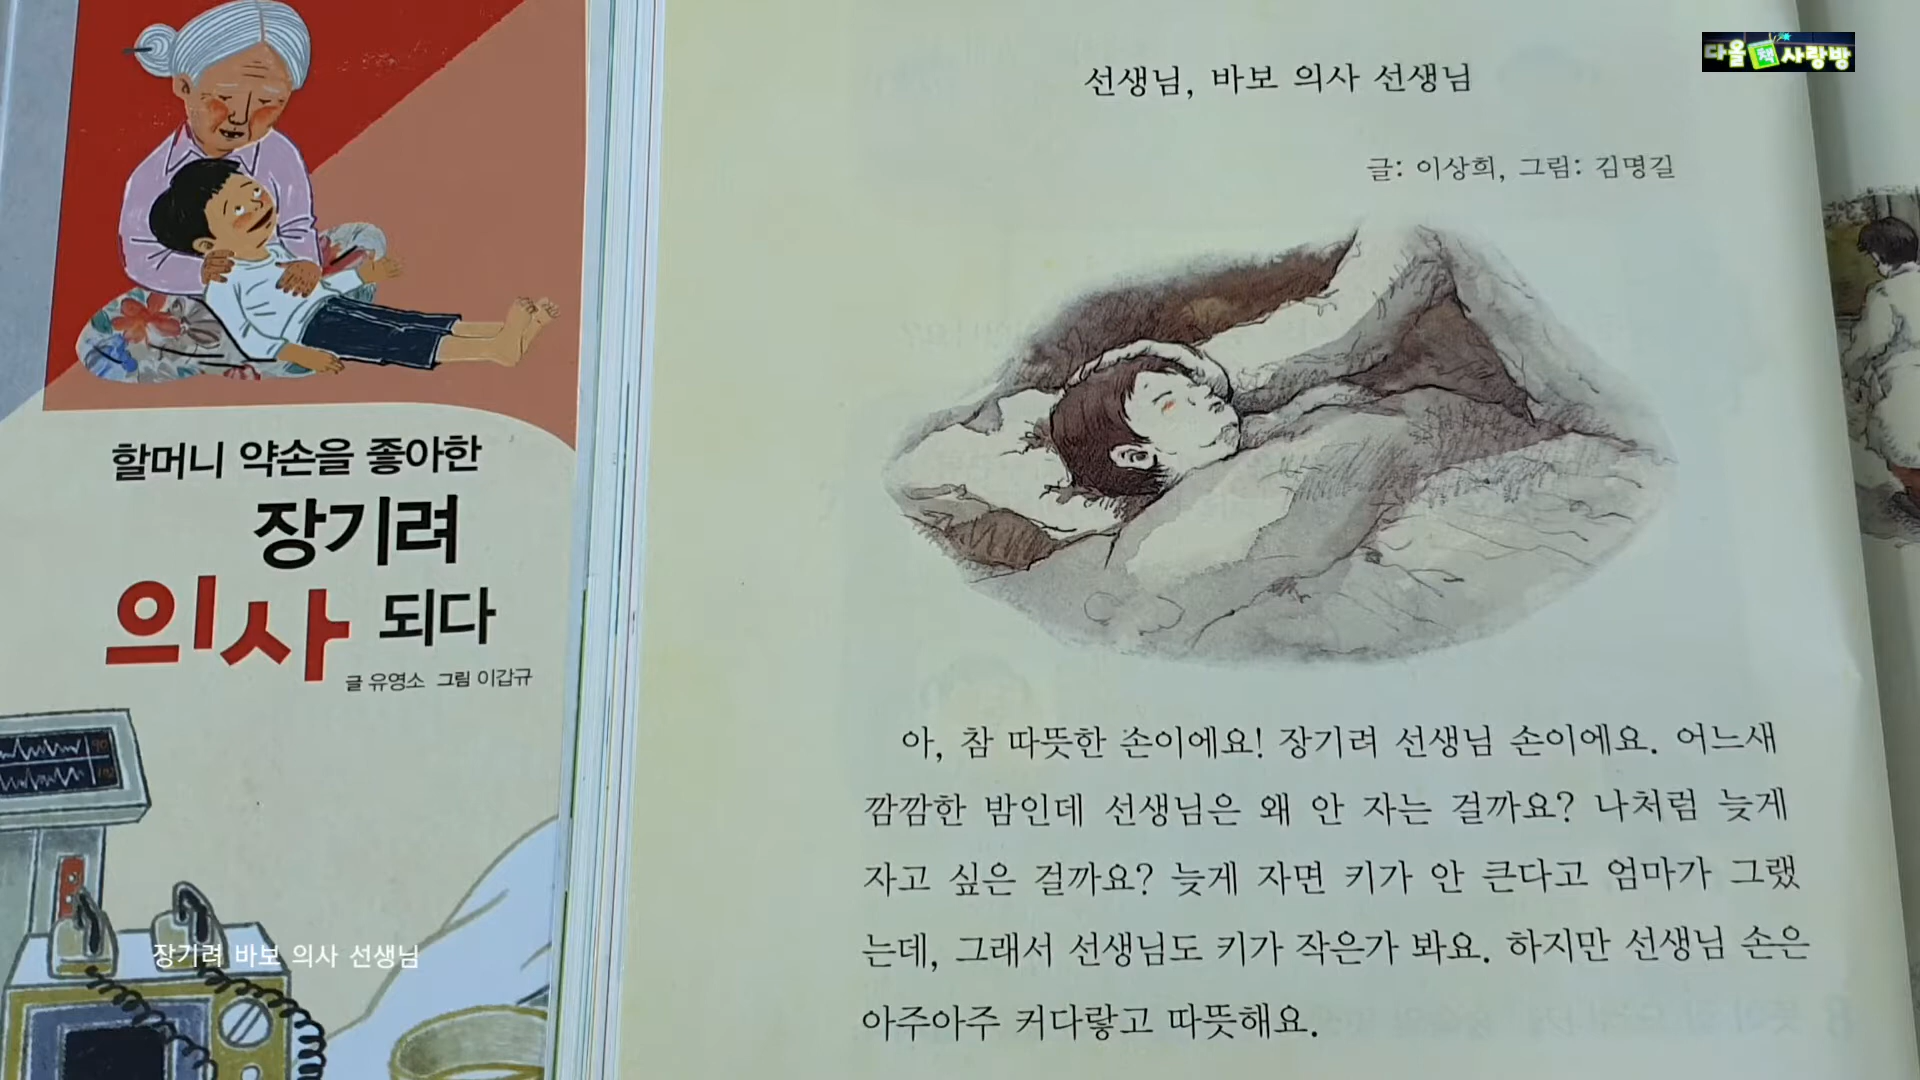 다올 책 사랑방
할머니 약손을 좋아한
장기려
의사 되다
글 유영소 그림 이갑규
장기려 바보 의사 선생님
선생님, 바보 의사 선생님
글: 이상희, 그림: 김명길
아, 참 따뜻한 손이에요! 장기려 선생님 손이에요. 어느새
깜깜한 밤인데 선생님은 왜 안 자는 걸까요? 나처럼 늦게
자고 싶은 걸까요? 늦게 자면 키가 안 큰다고 엄마가 그랬
는데, 그래서 선생님도 키가 작은가 봐요. 하지만 선생님 손은
아주아주 커다랗고 따뜻해요.